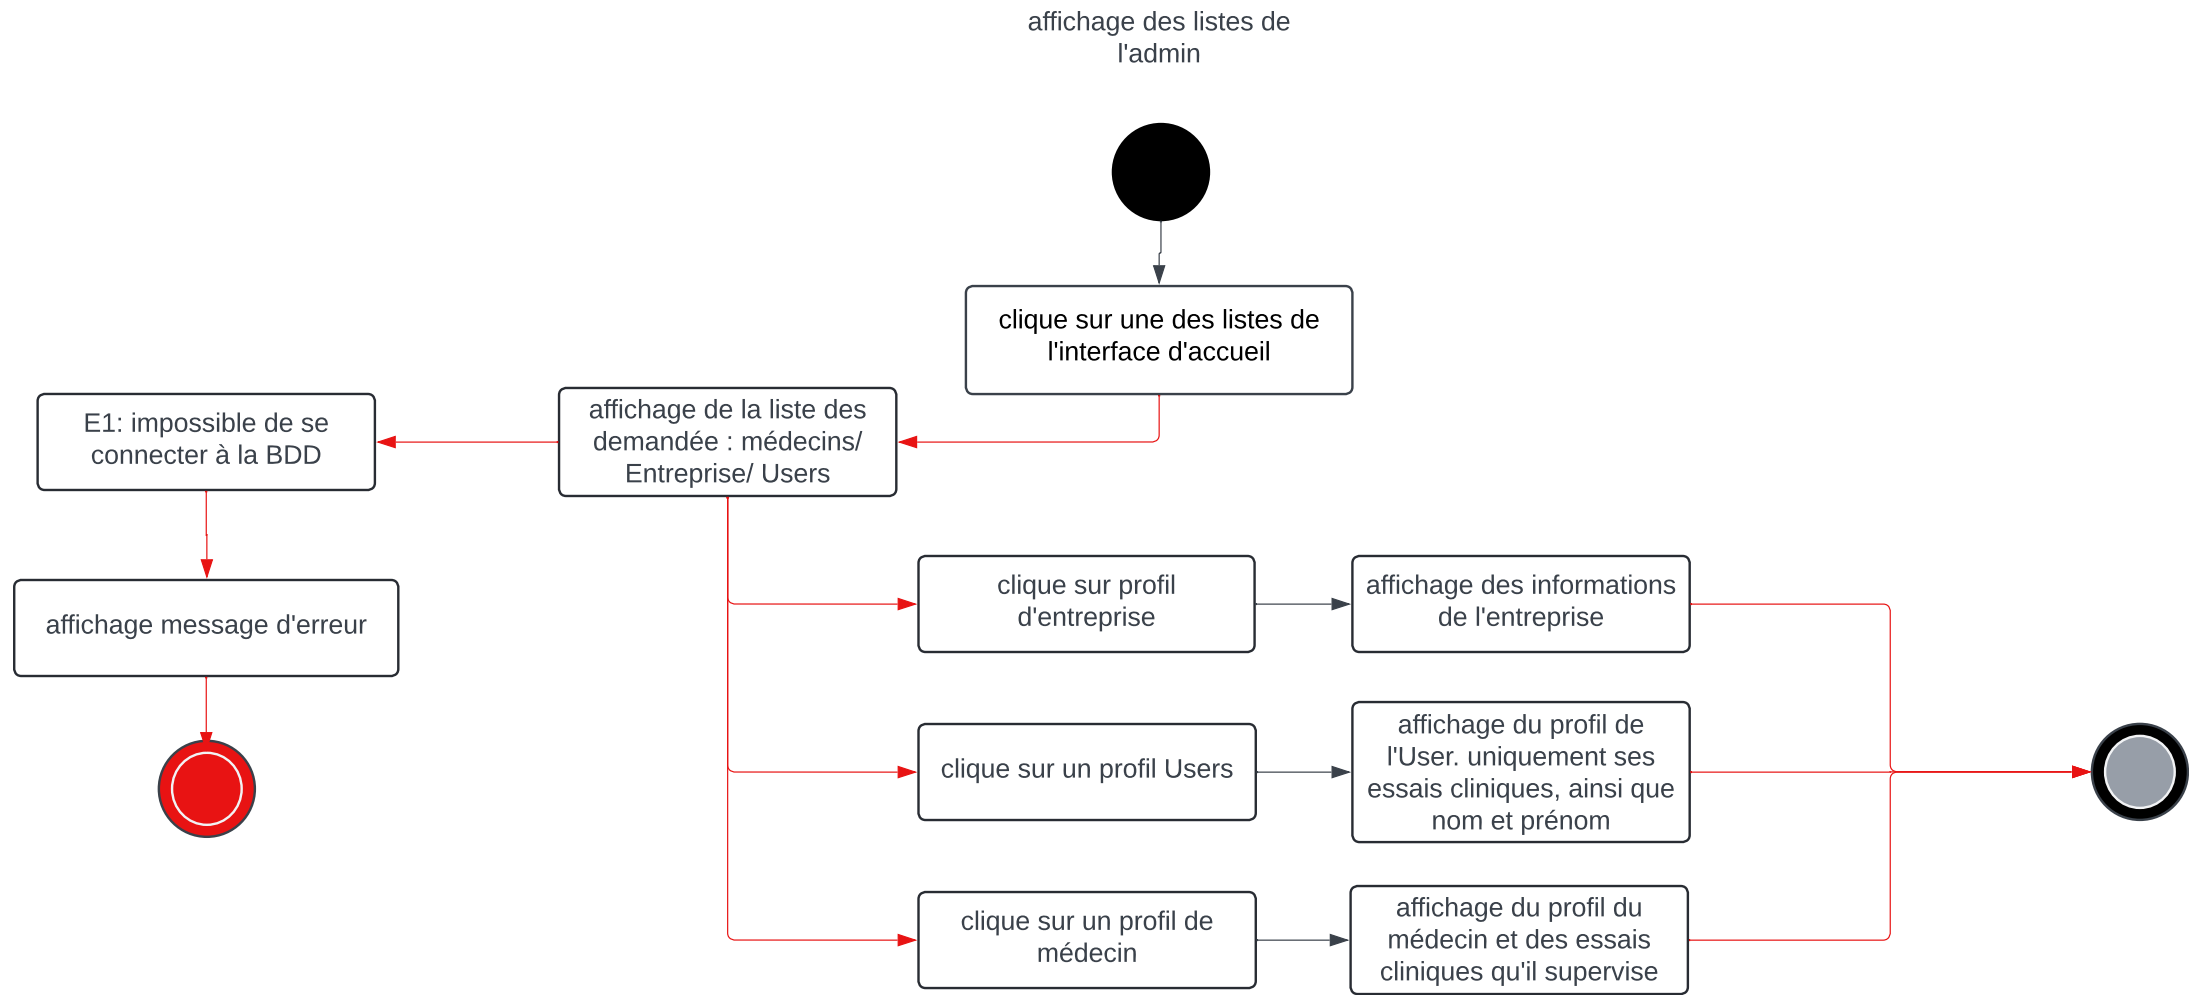 affichage des listes de
l'admin
clique sur une des listes de
l'interface d'accueil
E1: impossible de se
connecter à la BDD
affichage de la liste des
demandée : médecins/
Entreprise/ Users
affichage message d'erreur
clique sur profil
d'entreprise
affichage des informations
de l'entreprise
clique sur un profil Users
affichage du profil de
l'User. uniquement ses
essais cliniques, ainsi que
nom et prénom
clique sur un profil de
médecin
affichage du profil du
médecin et des essais
cliniques qu'il supervise